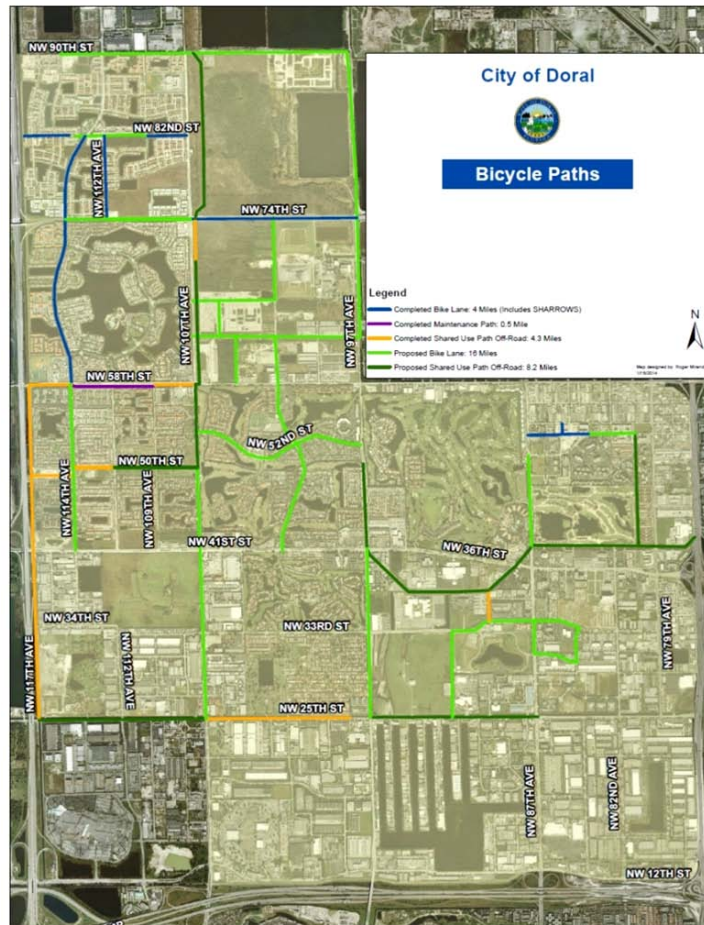 NW 90TH ST
City of Doral
Bicycle Paths
NW 82ND ST
NW 112TH AVE
NW 74TH ST
NW 107TH AVE
NW 97TH AVE
Legend
Completed Bike Lane: 4 Miles (Includes SHARROWS)
Completed Maintenance Path: 0.5 Mile
Completed Shared Use Path Off-Road: 4.3 Miles
Proposed Bike Lane: 16 Miles
Proposed Shared Use Path Off-Road: 8.2 Miles
N
Map designed by: Roger
NW 58TH ST
NW 52ND ST
NW 50TH ST
NW 114TH AVE
NW 109TH AVE
NW 41ST ST
NW 36TH ST
NW 34TH ST
NW 33RD ST
NW 79TH AVE
NW 117TH AVE
NW 112TH AVE
NW 25TH ST
NW 87TH AVE
NW 82ND AVE
NW 12TH ST